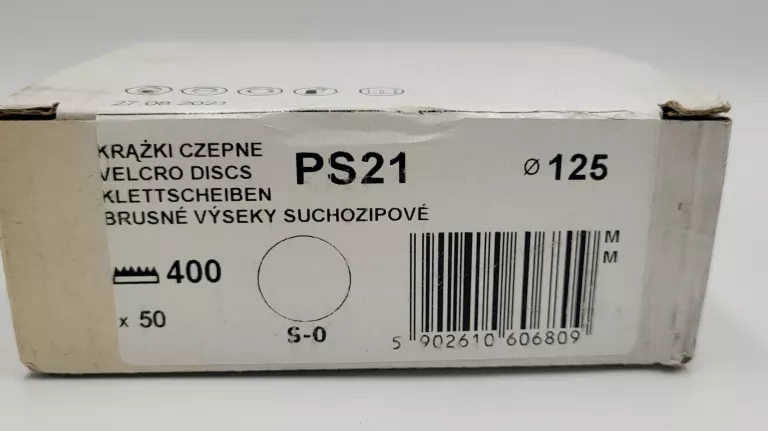 27.08.2021
KRĄŻKI CZEPNE
VELCRO DISCS
KLETTSCHEIBEN
BRUSNÉ VÝSEKY SUCHOZIPOVÉ
PS21
Ø 125
400
x 50
S-0
M
M
5 902610 606809